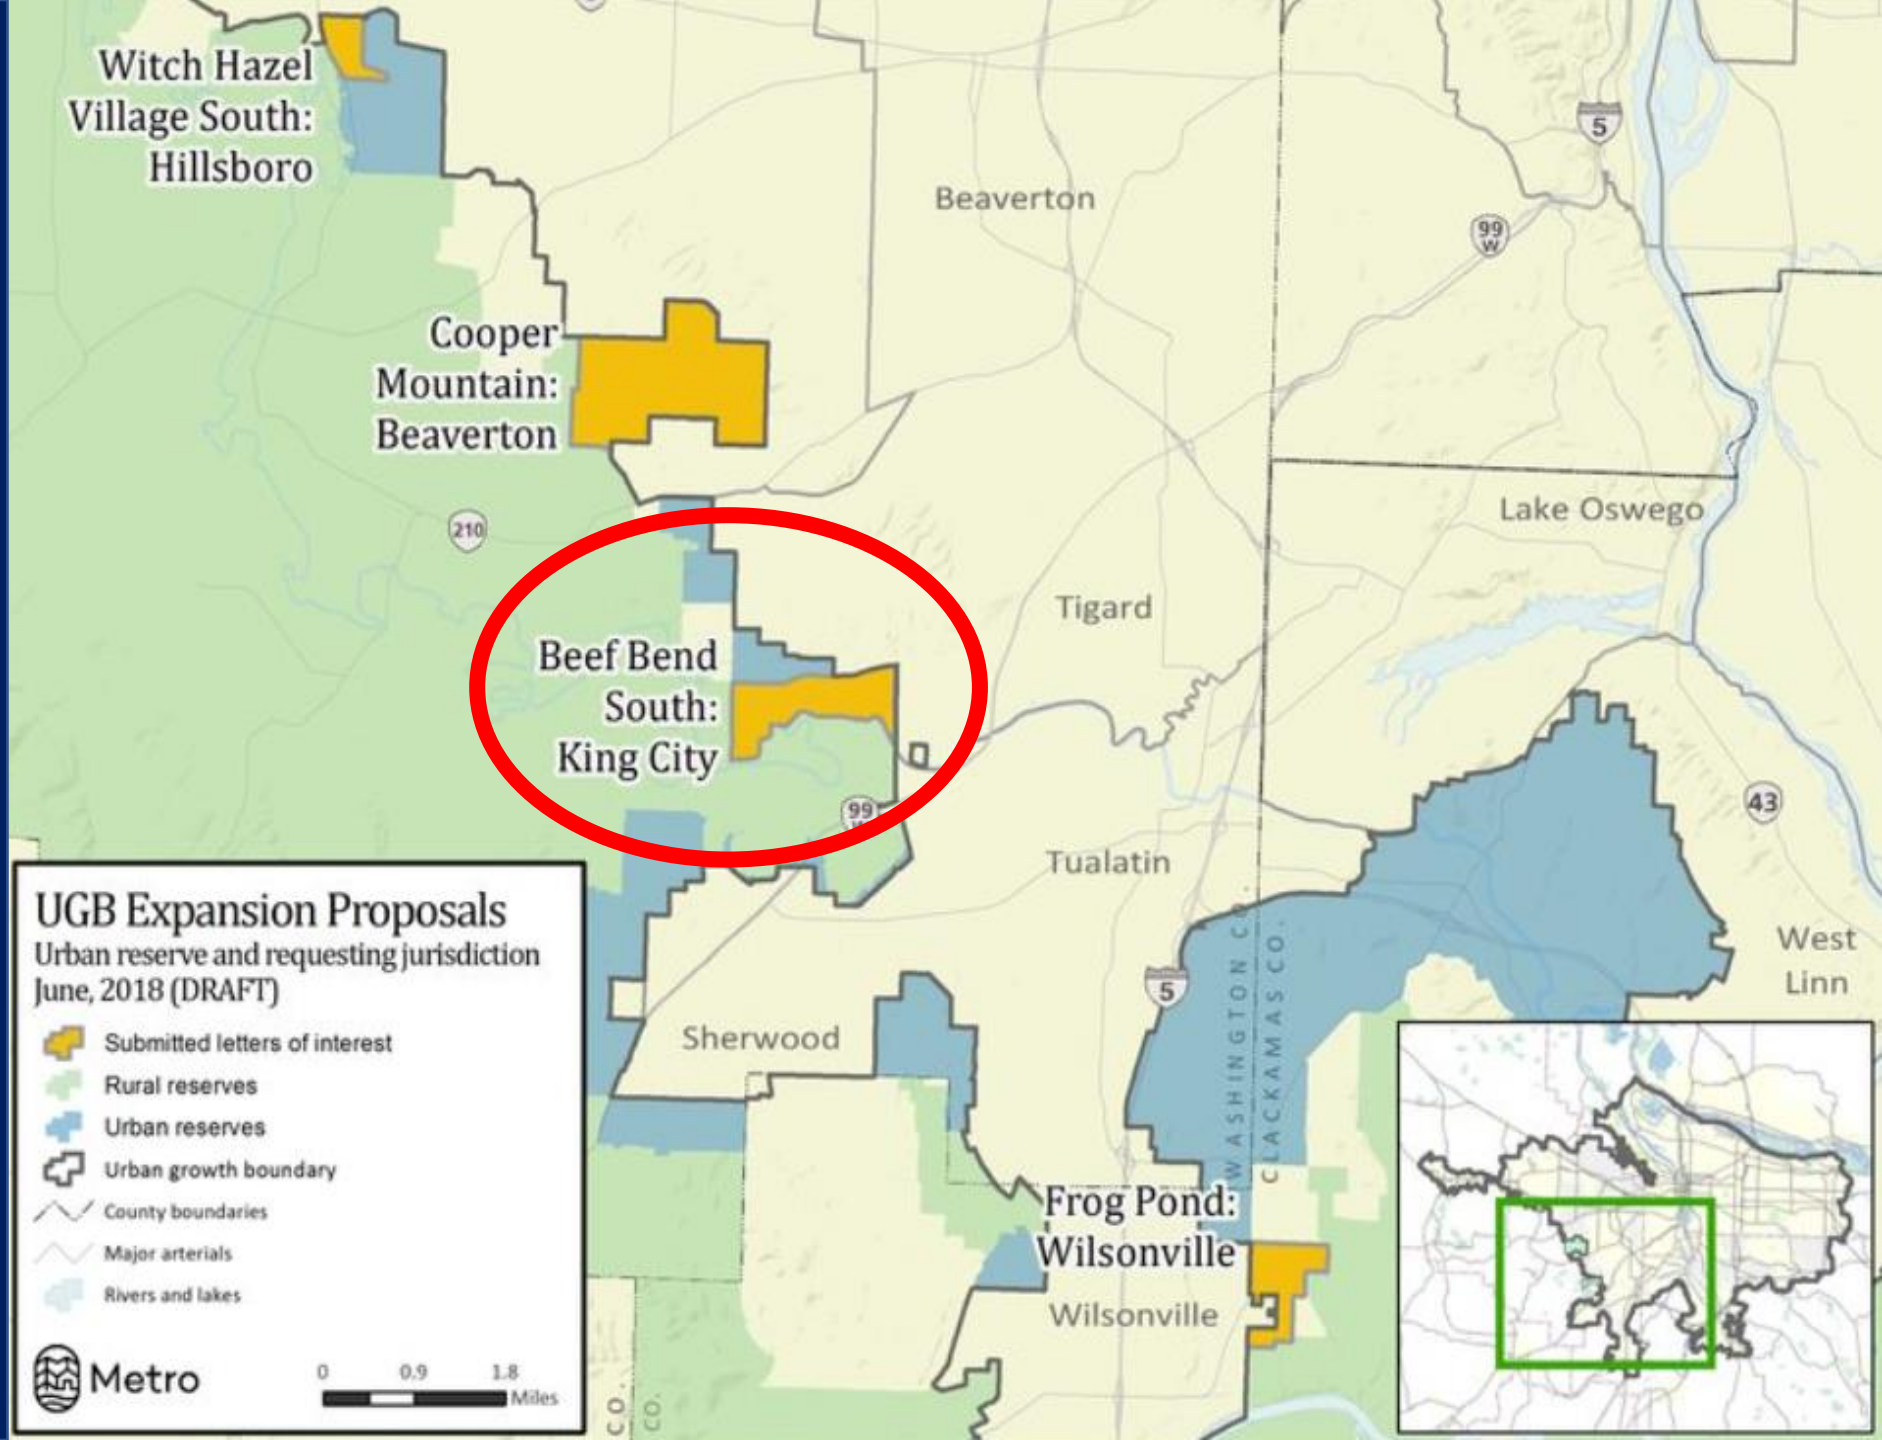 Witch Hazel
Village South:
Hillsboro
5
Beaverton
99
W
Cooper
Mountain:
Beaverton
210
Lake Oswego
Tigard
Beef Bend
South:
King City
99
43
Tualatin
West
Linn
5
WASHINGTON CO.
CLACKAMAS CO.
Sherwood
Frog Pond:
Wilsonville
Wilsonville
UGB Expansion Proposals
Urban reserve and requesting jurisdiction
June, 2018 (DRAFT)
Submitted letters of interest
Rural reserves
Urban reserves
Urban growth boundary
County boundaries
Major arterials
Rivers and lakes
Metro
0 0.9 1.8
Miles
CO.
CO.